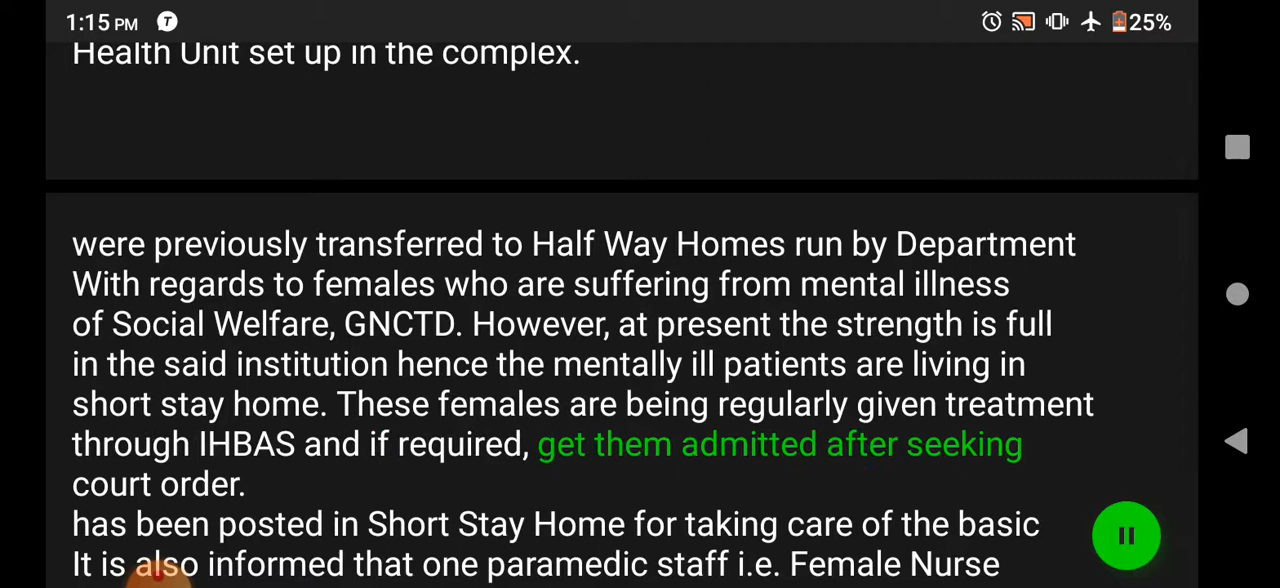 1:15 PM T 25%
Health Unit set up in the complex.
were previously transferred to Half Way Homes run by Department
With regards to females who are suffering from mental illness
of Social Welfare, GNCTD. However, at present the strength is full
in the said institution hence the mentally ill patients are living in
short stay home. These females are being regularly given treatment
through IHBAS and if required, get them admitted after seeking
court order.
has been posted in Short Stay Home for taking care of the basic
It is also informed that one paramedic staff i.e. Female Nurse